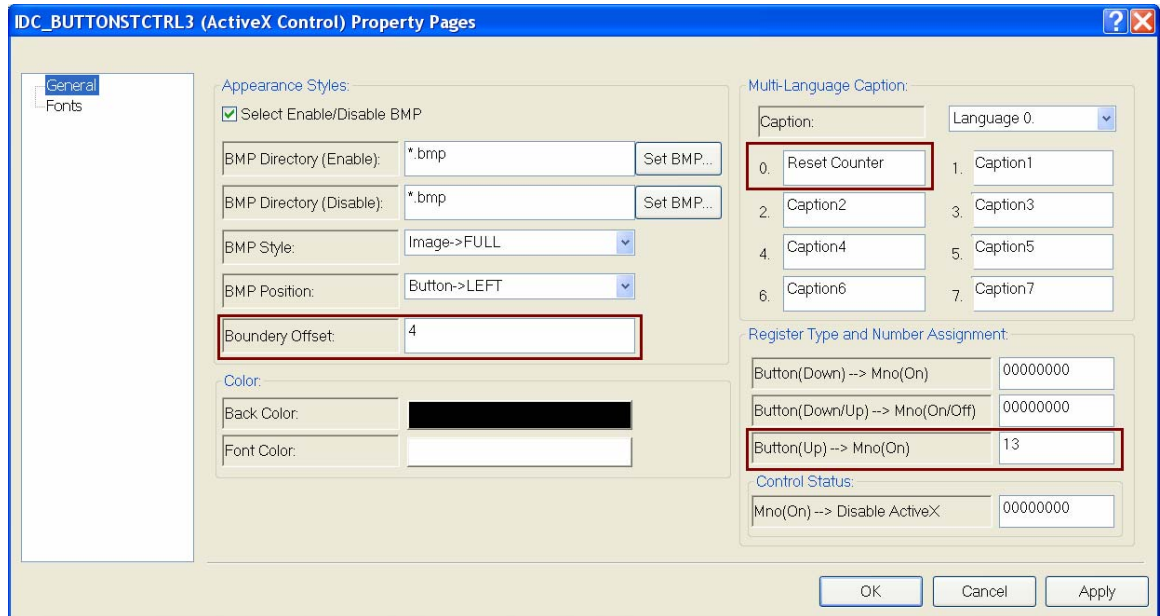 IDC_BUTTONSTCTRL3 (ActiveX Control) Property Pages
General
Fonts
Appearance Styles:
Select Enable/Disable BMP
BMP Directory (Enable): *.bmp Set BMP...
BMP Directory (Disable): *.bmp Set BMP...
BMP Style: Image->FULL
BMP Position: Button->LEFT
Boundery Offset: 4
Color:
Back Color:
Font Color:
Multi-Language Caption:
Caption: Language 0.
0. Reset Counter 1. Caption1
2. Caption2 3. Caption3
4. Caption4 5. Caption5
6. Caption6 7. Caption7
Register Type and Number Assignment:
Button(Down) --> Mno(On) 00000000
Button(Down/Up) --> Mno(On/Off) 00000000
Button(Up) --> Mno(On) 13
Control Status:
Mno(On) --> Disable ActiveX 00000000
OK Cancel Apply